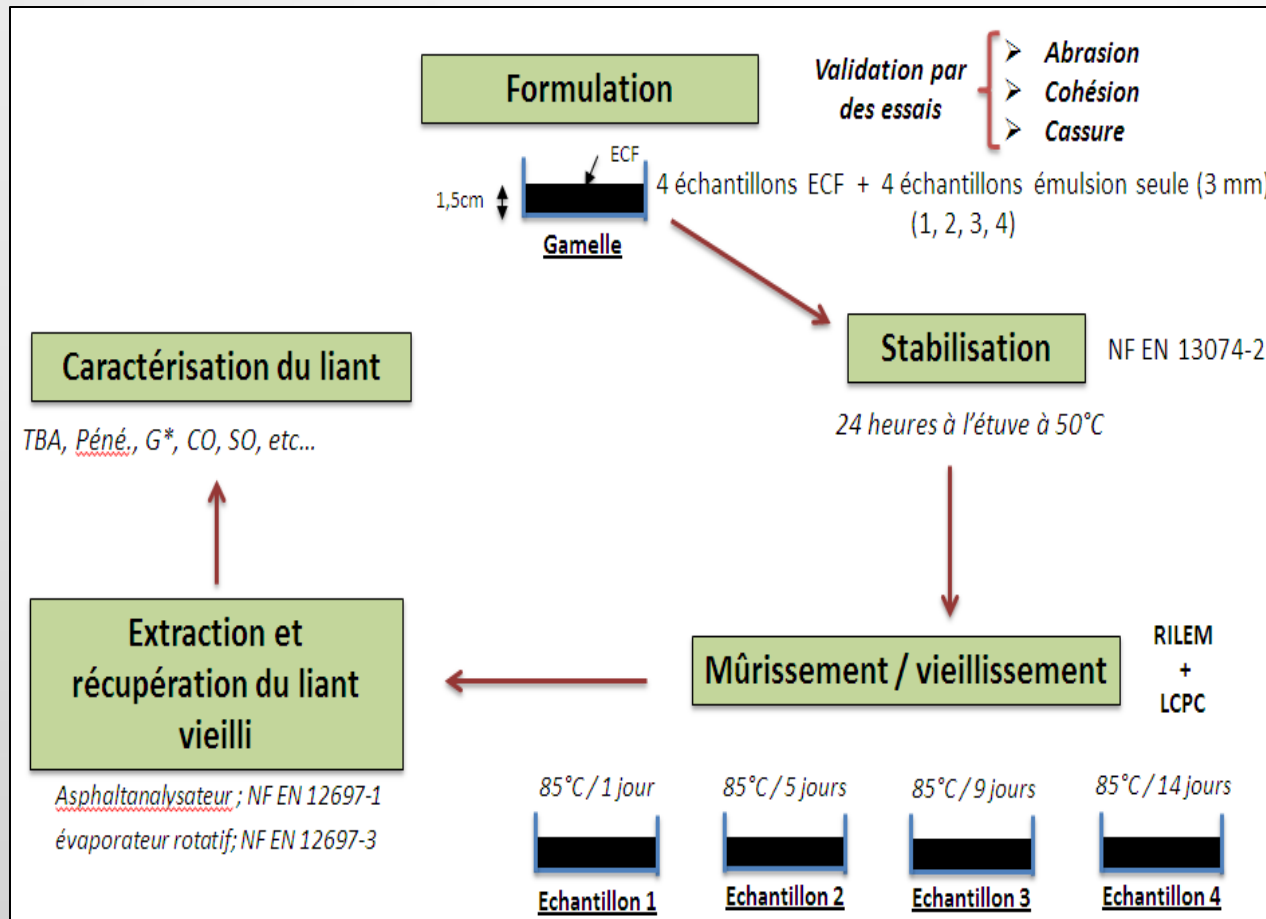 Formulation
Validation par
des essais
➢ Abrasion
➢ Cohésion
➢ Cassure
ECF
1,5cm
Gamelle
4 échantillons ECF + 4 échantillons émulsion seule (3 mm)
(1, 2, 3, 4)
Stabilisation
NF EN 13074-2
24 heures à l'étuve à 50°C
Mûrissement / vieillissement
RILEM
+
LCPC
85°C / 1 jour
85°C / 5 jours
85°C / 9 jours
85°C / 14 jours
Echantillon 1
Echantillon 2
Echantillon 3
Echantillon 4
Extraction et
récupération du liant
vieilli
Asphaltanalysateur ; NF EN 12697-1
évaporateur rotatif; NF EN 12697-3
Caractérisation du liant
TBA, Péné., G*, CO, SO, etc...